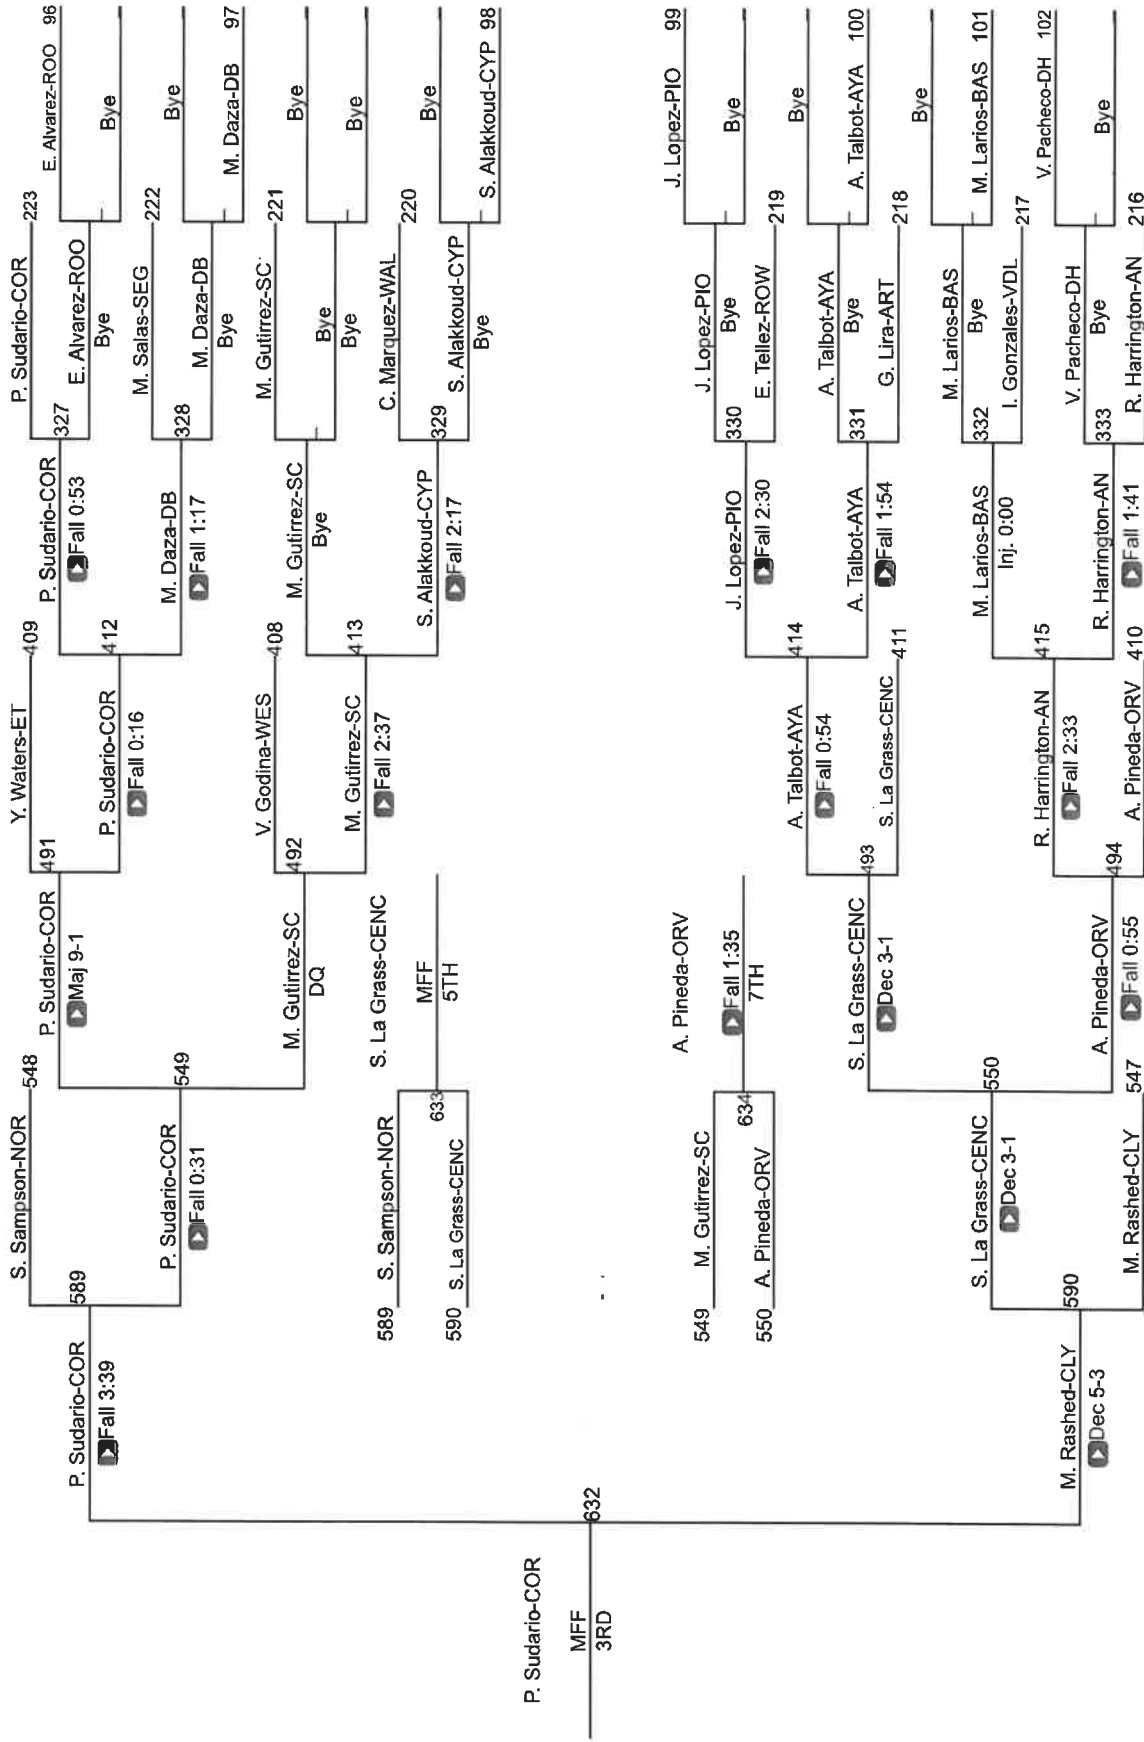 P. Sudario-COR
MFF
3RD
632
P. Sudario-COR
Fall 3:39
M. Rashed-CLY
Dec 5-3
589
590
S. Sampson-NOR 548
P. Sudario-COR 549
Fall 0:31
589 S. Sampson-NOR
590 S. La Grass-CENC
633
549 M. Gutirrez-SC
550 A. Pineda-ORV
634
S. La Grass-CENC 550
Dec 3-1
M. Rashed-CLY 547
P. Sudario-COR 491
Maj 9-1
M. Gutirrez-SC 492
DQ
S. La Grass-CENC
MFF
5TH
A. Pineda-ORV
Fall 1:35
7TH
S. La Grass-CENC 493
Dec 3-1
A. Pineda-ORV 494
Fall 0:55
Y. Waters-ET 409
P. Sudario-COR 412
Fall 0:16
V. Godina-WES 408
M. Gutirrez-SC 413
Fall 2:37
A. Talbot-AYA 414
Fall 0:54
S. La Grass-CENC 411
R. Harrington-AN 415
Fall 2:33
A. Pineda-ORV 410
P. Sudario-COR 327
Fall 0:53
M. Daza-DB 328
Fall 1:17
M. Gutirrez-SC
Bye
S. Alakkoud-CYP 329
Fall 2:17
J. Lopez-PIO 330
Fall 2:30
A. Talbot-AYA 331
Fall 1:54
M. Larios-BAS 332
Inj. 0:00
R. Harrington-AN 333
Fall 1:41
P. Sudario-COR 223
E. Alvarez-ROO
Bye
M. Salas-SEG 222
M. Daza-DB
Bye
M. Gutirrez-SC 221
Bye
Bye
C. Marquez-WAL 220
S. Alakkoud-CYP
Bye
J. Lopez-PIO
Bye
E. Tellez-ROW 219
A. Talbot-AYA
Bye
G. Lira-ART 218
M. Larios-BAS
Bye
I. Gonzales-VDL 217
V. Pacheco-DH
Bye
R. Harrington-AN 216
E. Alvarez-ROO 96
Bye
Bye
M. Daza-DB 97
Bye
Bye
Bye
S. Alakkoud-CYP 98
J. Lopez-PIO 99
Bye
Bye
A. Talbot-AYA 100
Bye
M. Larios-BAS 101
V. Pacheco-DH 102
Bye